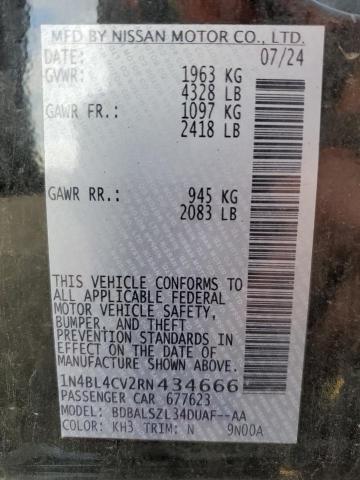 MFD BY NISSAN MOTOR CO., LTD.
DATE: 07/24
GVWR: 1963 KG
4328 LB
GAWR FR.: 1097 KG
2418 LB
GAWR RR.: 945 KG
2083 LB
THIS VEHICLE CONFORMS TO
ALL APPLICABLE FEDERAL
MOTOR VEHICLE SAFETY,
BUMPER, AND THEFT
PREVENTION STANDARDS IN
EFFECT ON THE DATE OF
MANUFACTURE SHOWN ABOVE.
1N4BL4CV2RN434666
PASSENGER CAR 677623
MODEL: BDBALSZL34DUAF--AA
COLOR: KH3 TRIM: N 9N00A